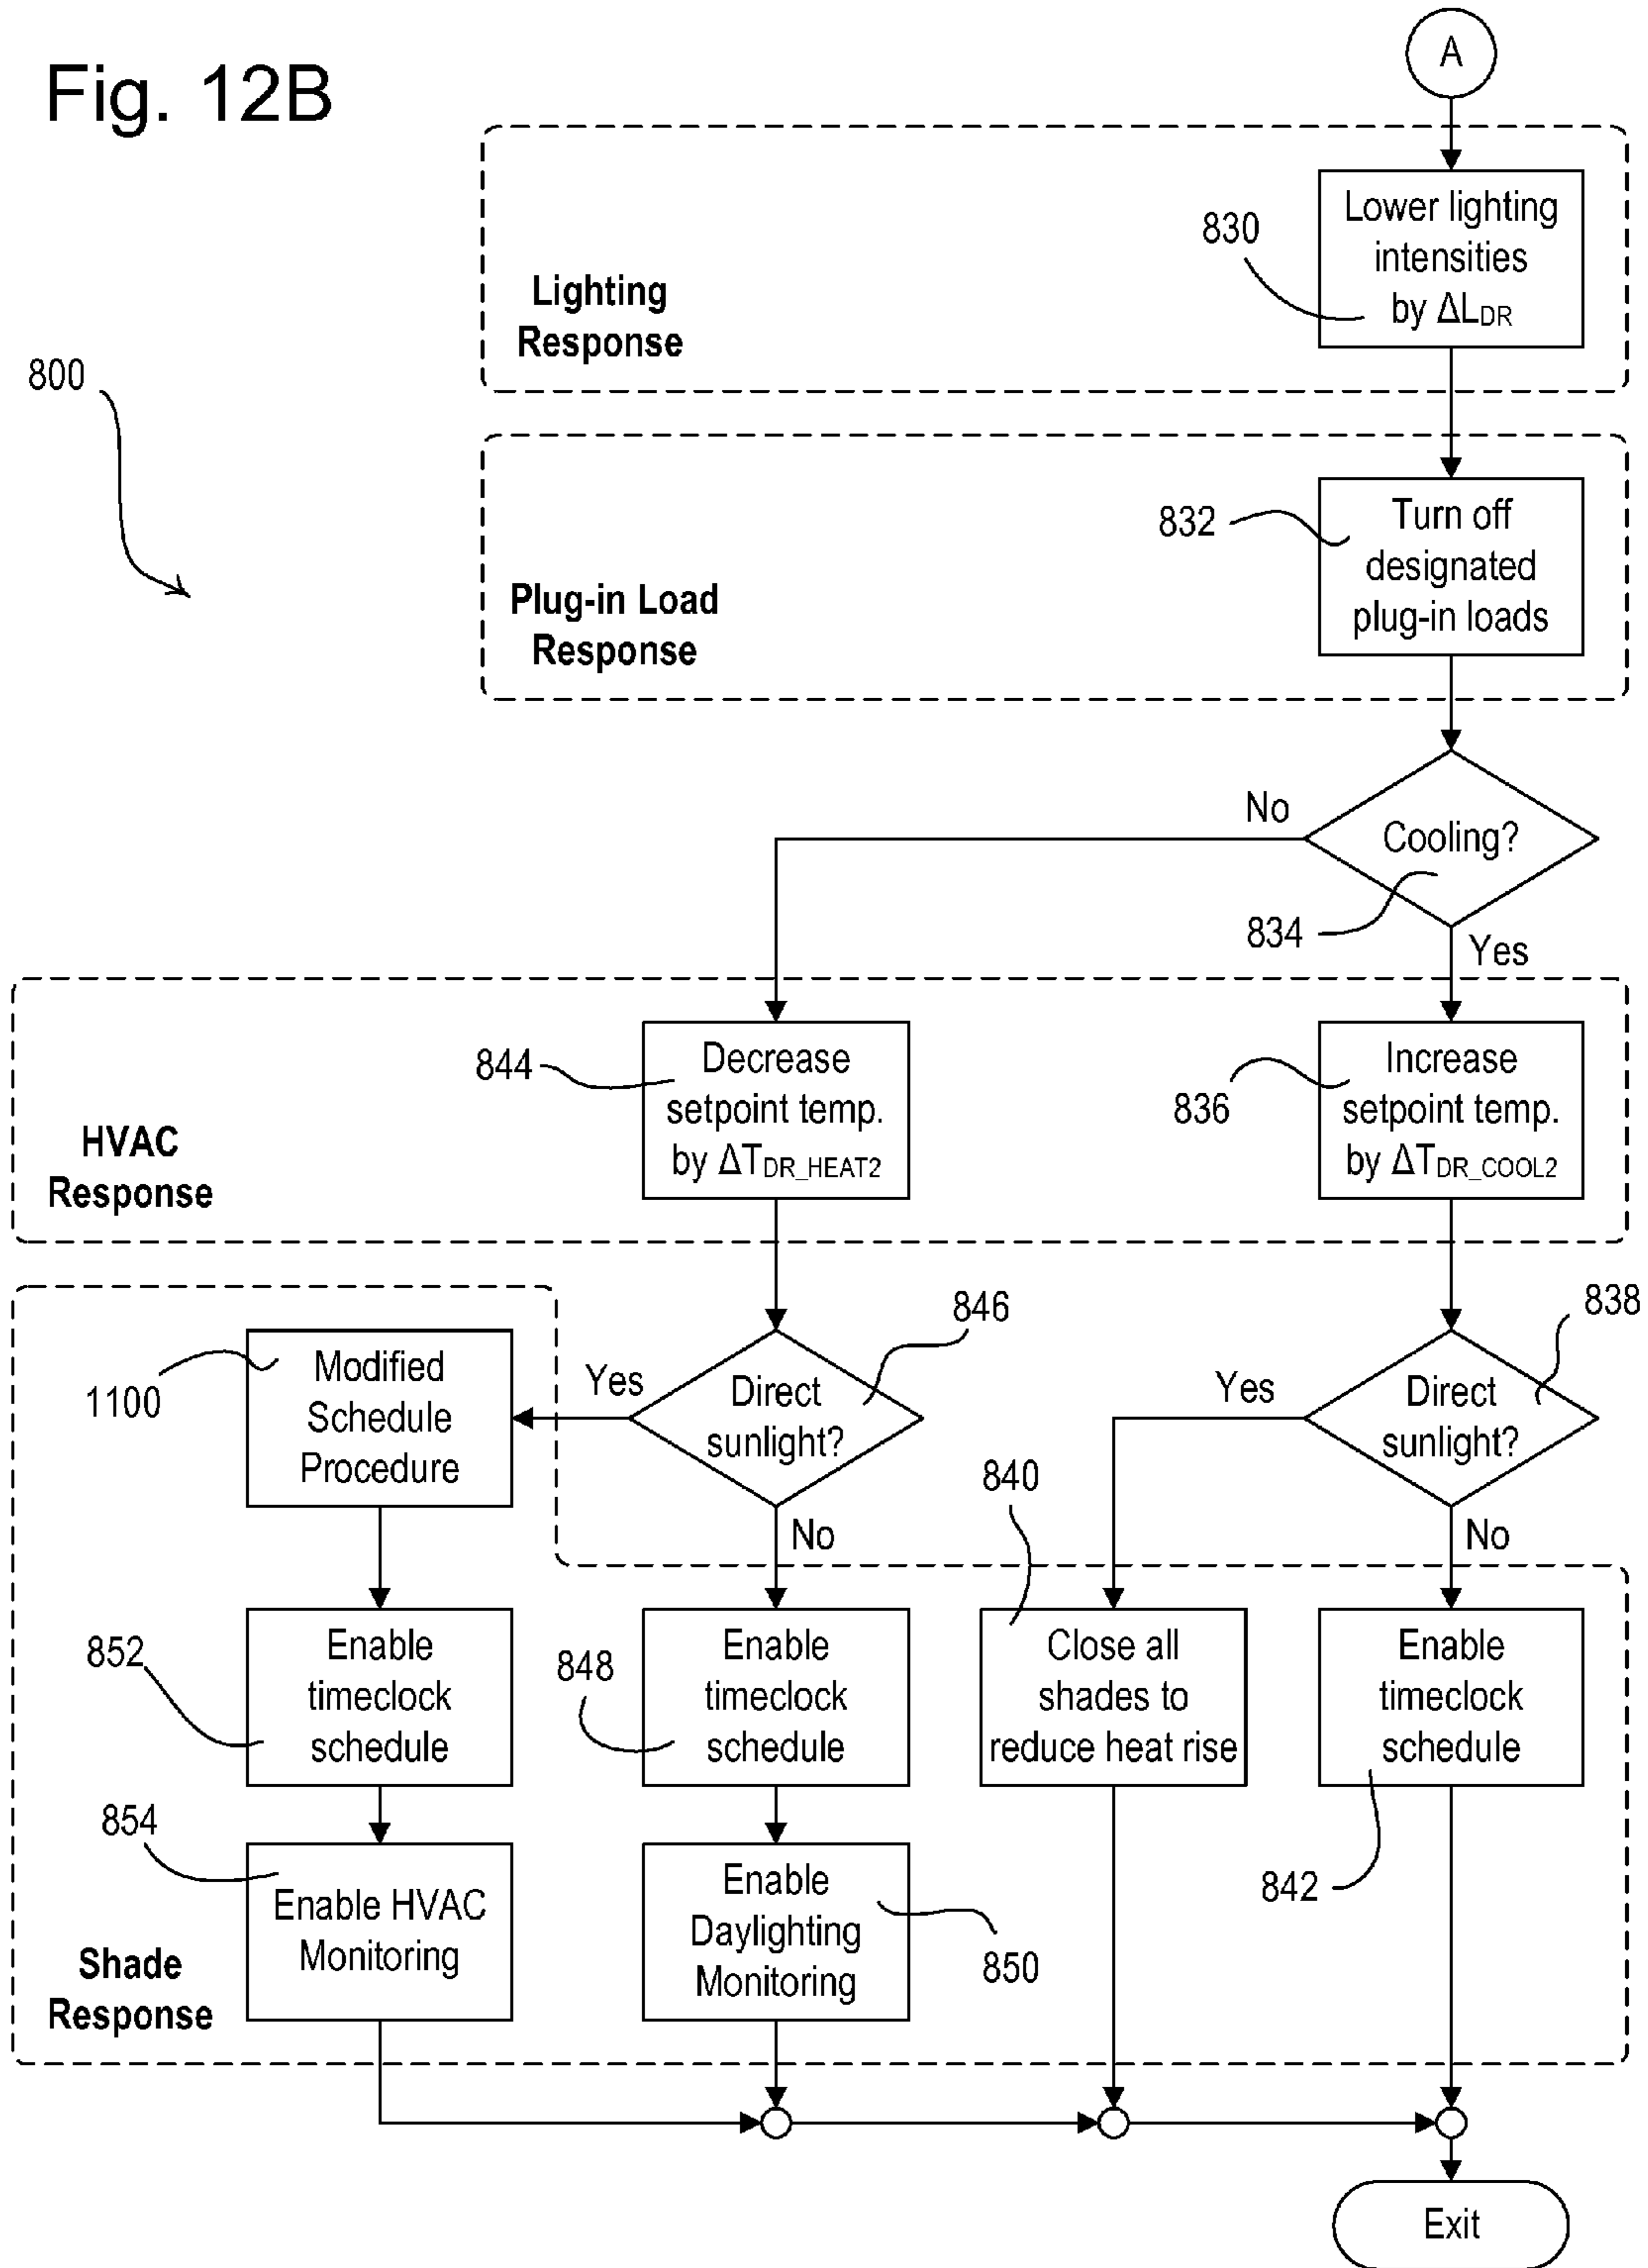 Fig. 12B
A
800
Lighting
Response
830
Lower lighting
intensities
by ΔLDR
Plug-in Load
Response
832
Turn off
designated
plug-in loads
Cooling?
834
No
Yes
HVAC
Response
844
Decrease
setpoint temp.
by ΔTDR_HEAT2
836
Increase
setpoint temp.
by ΔTDR_COOL2
1100
Modified
Schedule
Procedure
Yes
Direct
sunlight?
846
No
Yes
Direct
sunlight?
838
No
852
Enable
timeclock
schedule
848
Enable
timeclock
schedule
840
Close all
shades to
reduce heat rise
Enable
timeclock
schedule
842
854
Enable HVAC
Monitoring
Enable
Daylighting
Monitoring
850
Shade
Response
Exit